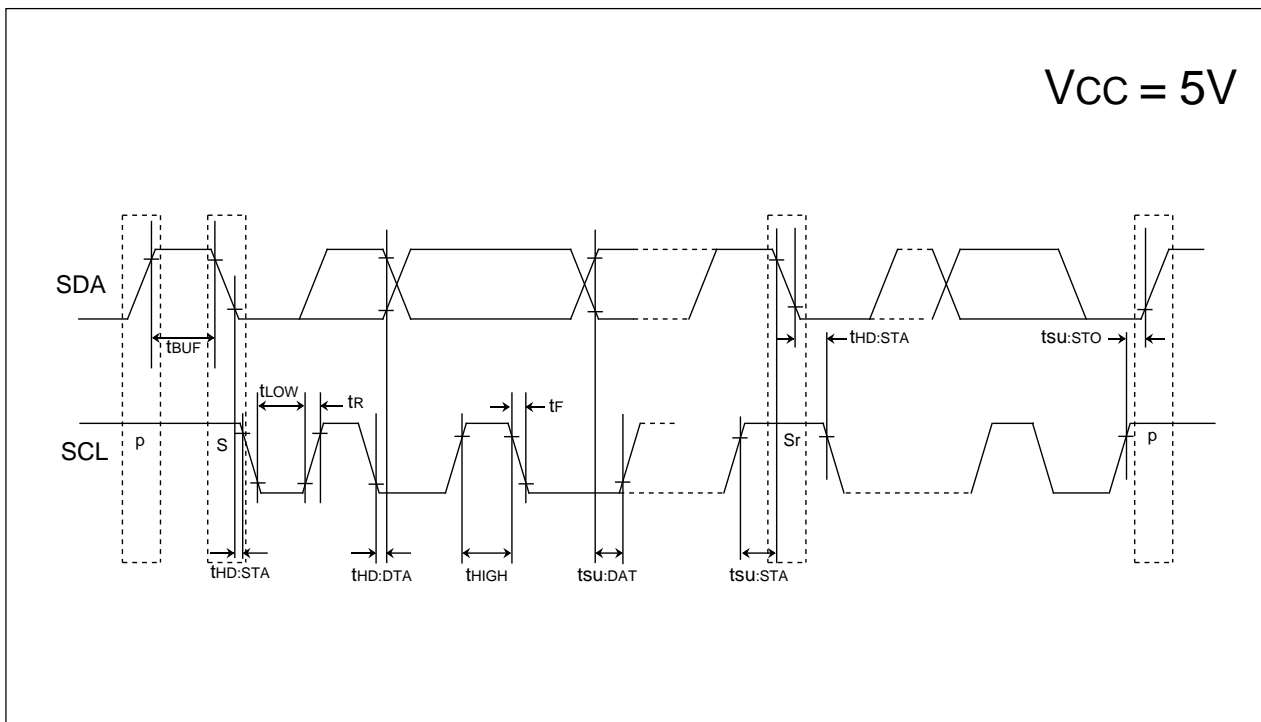 VCC = 5V
SDA
tBUF
tHD:STA
tsu:STO
tLOW
tR
tF
SCL
p
S
Sr
p
tHD:STA
tHD:DTA
tHIGH
tsu:DAT
tsu:STA